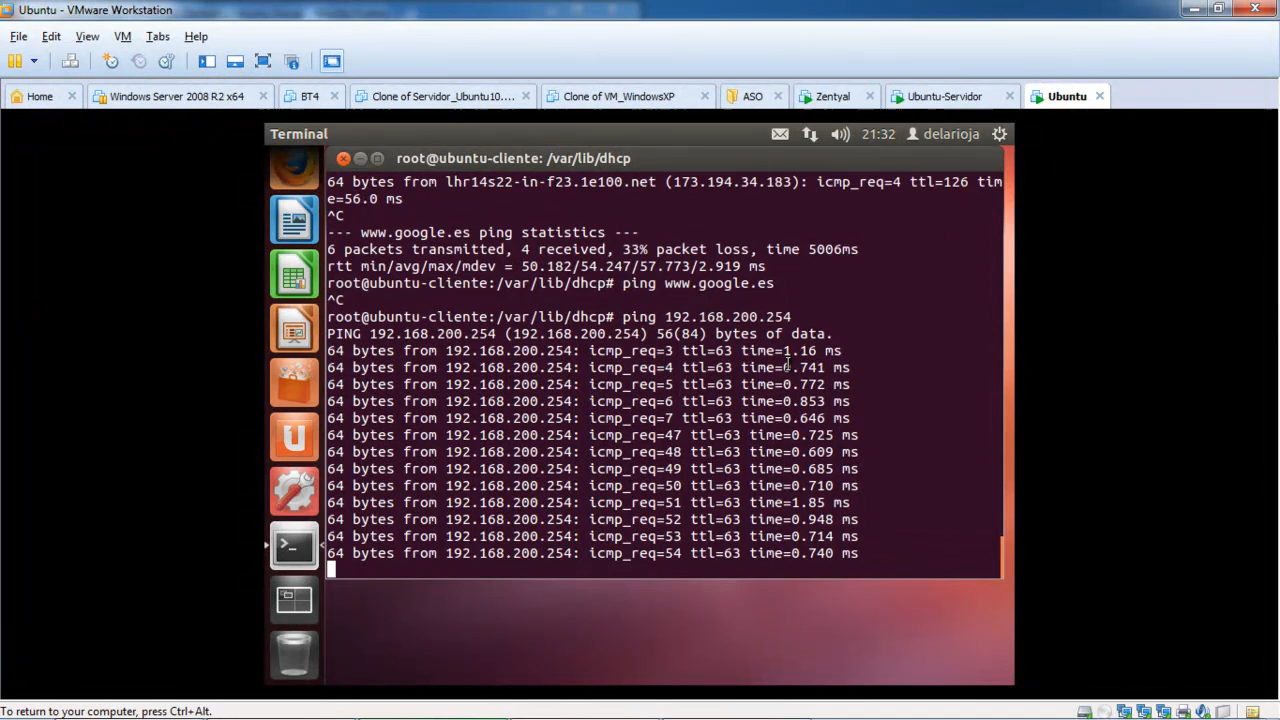 Ubuntu - VMware Workstation
File Edit View VM Tabs Help
Home Windows Server 2008 R2 x64 BT4 Clone of Servidor_Ubuntu10.... Clone of VM_WindowsXP ASO Zentyal Ubuntu-Servidor Ubuntu
Terminal 21:32 delarioja
root@ubuntu-cliente: /var/lib/dhcp
64 bytes from lhr14s22-in-f23.1e100.net (173.194.34.183): icmp_req=4 ttl=126 tim
e=56.0 ms
^C
--- www.google.es ping statistics ---
6 packets transmitted, 4 received, 33% packet loss, time 5006ms
rtt min/avg/max/mdev = 50.182/54.247/57.773/2.919 ms
root@ubuntu-cliente:/var/lib/dhcp# ping www.google.es
^C
root@ubuntu-cliente:/var/lib/dhcp# ping 192.168.200.254
PING 192.168.200.254 (192.168.200.254) 56(84) bytes of data.
64 bytes from 192.168.200.254: icmp_req=3 ttl=63 time=1.16 ms
64 bytes from 192.168.200.254: icmp_req=4 ttl=63 time=0.741 ms
64 bytes from 192.168.200.254: icmp_req=5 ttl=63 time=0.772 ms
64 bytes from 192.168.200.254: icmp_req=6 ttl=63 time=0.853 ms
64 bytes from 192.168.200.254: icmp_req=7 ttl=63 time=0.646 ms
64 bytes from 192.168.200.254: icmp_req=47 ttl=63 time=0.725 ms
64 bytes from 192.168.200.254: icmp_req=48 ttl=63 time=0.609 ms
64 bytes from 192.168.200.254: icmp_req=49 ttl=63 time=0.685 ms
64 bytes from 192.168.200.254: icmp_req=50 ttl=63 time=0.710 ms
64 bytes from 192.168.200.254: icmp_req=51 ttl=63 time=1.85 ms
64 bytes from 192.168.200.254: icmp_req=52 ttl=63 time=0.948 ms
64 bytes from 192.168.200.254: icmp_req=53 ttl=63 time=0.714 ms
64 bytes from 192.168.200.254: icmp_req=54 ttl=63 time=0.740 ms
To return to your computer, press Ctrl+Alt.